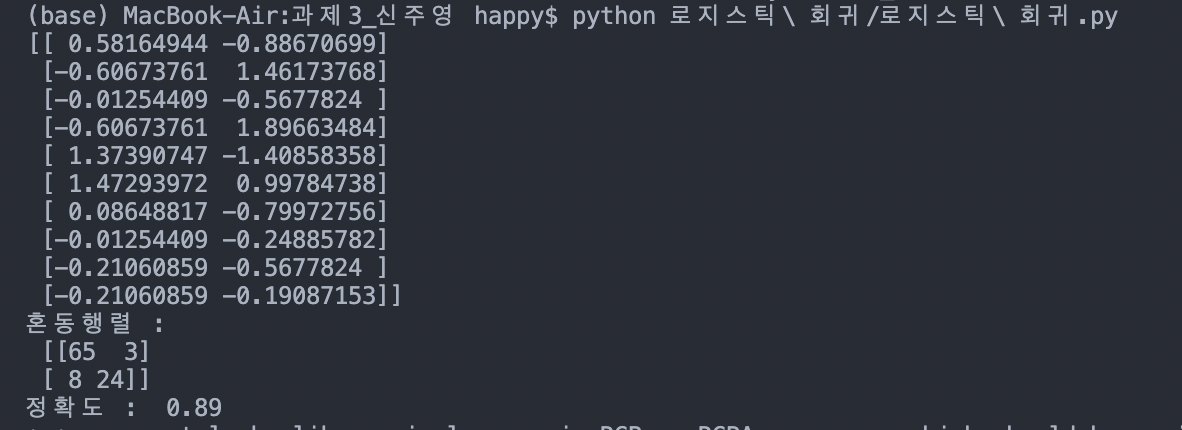 (base) MacBook-Air:과제3_신주영 happy$ python 로지스틱\ 회귀/로지스틱\ 회귀.py
[[ 0.58164944 -0.88670699]
 [-0.60673761  1.46173768]
 [-0.01254409 -0.5677824 ]
 [-0.60673761  1.89663484]
 [ 1.37390747 -1.40858358]
 [ 1.47293972  0.99784738]
 [ 0.08648817 -0.79972756]
 [-0.01254409 -0.24885782]
 [-0.21060859 -0.5677824 ]
 [-0.21060859 -0.19087153]]
혼동행렬 :
 [[65  3]
 [ 8 24]]
정확도 :  0.89